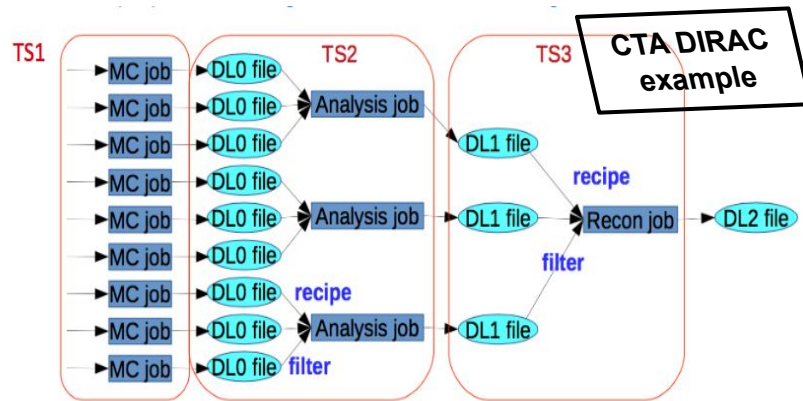 TS1
TS2
TS3
CTA DIRAC
example
MC job
DL0 file
MC job
DL0 file
Analysis job
MC job
DL0 file
DL1 file
recipe
MC job
DL0 file
MC job
DL0 file
Analysis job
DL1 file
Recon job
DL2 file
MC job
DL0 file
filter
MC job
DL0 file
recipe
MC job
DL0 file
Analysis job
DL1 file
MC job
DL0 file
filter